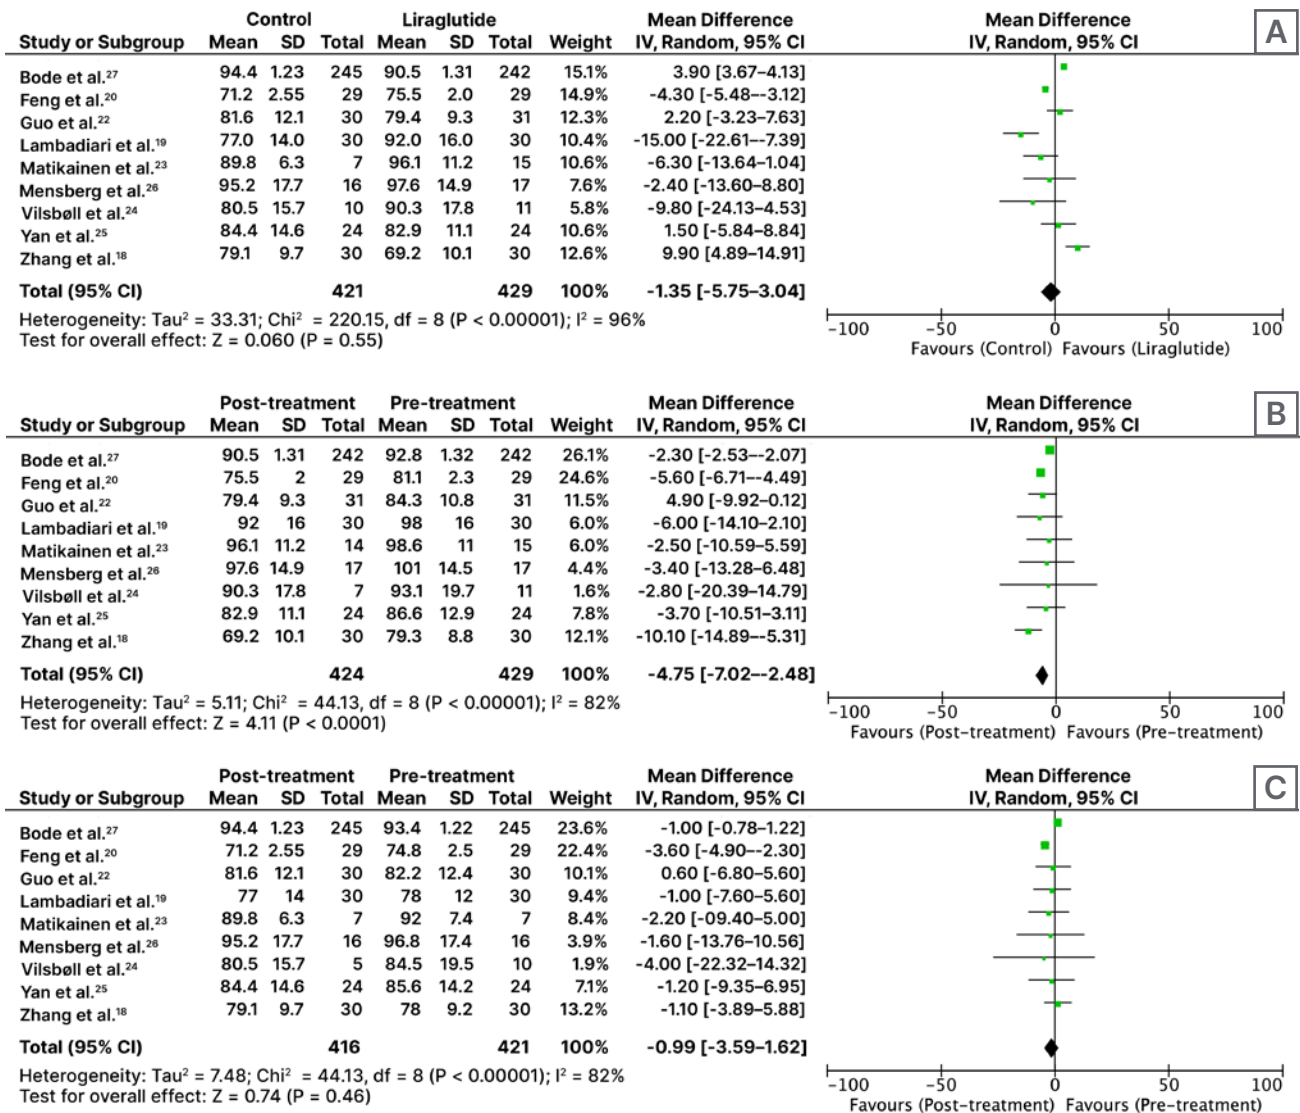 Control Liraglutide Mean Difference Mean Difference A
Study or Subgroup Mean SD Total Mean SD Total Weight IV, Random, 95% CI IV, Random, 95% CI
Bode et al.²⁷ 94.4 1.23 245 90.5 1.31 242 15.1% 3.90 [3.67–4.13]
Feng et al.²⁰ 71.2 2.55 29 75.5 2.0 29 14.9% -4.30 [-5.48–-3.12]
Guo et al.²² 81.6 12.1 30 79.4 9.3 31 12.3% 2.20 [-3.23–7.63]
Lambadiari et al.¹⁹ 77.0 14.0 30 92.0 16.0 30 10.4% -15.00 [-22.61–-7.39]
Matikainen et al.²³ 89.8 6.3 7 96.1 11.2 15 10.6% -6.30 [-13.64–1.04]
Mensberg et al.²⁶ 95.2 17.7 16 97.6 14.9 17 7.6% -2.40 [-13.60–8.80]
Vilsbøll et al.²⁴ 80.5 15.7 10 90.3 17.8 11 5.8% -9.80 [-24.13–4.53]
Yan et al.²⁵ 84.4 14.6 24 82.9 11.1 24 10.6% 1.50 [-5.84–8.84]
Zhang et al.¹⁸ 79.1 9.7 30 69.2 10.1 30 12.6% 9.90 [4.89–14.91]
Total (95% CI) 421 429 100% -1.35 [-5.75–3.04]
Heterogeneity: Tau² = 33.31; Chi² = 220.15, df = 8 (P < 0.00001); I² = 96%
Test for overall effect: Z = 0.060 (P = 0.55)
-100 -50 0 50 100
Favours (Control) Favours (Liraglutide)
Post-treatment Pre-treatment Mean Difference Mean Difference B
Study or Subgroup Mean SD Total Mean SD Total Weight IV, Random, 95% CI IV, Random, 95% CI
Bode et al.²⁷ 90.5 1.31 242 92.8 1.32 242 26.1% -2.30 [-2.53–-2.07]
Feng et al.²⁰ 75.5 2 29 81.1 2.3 29 24.6% -5.60 [-6.71–-4.49]
Guo et al.²² 79.4 9.3 31 84.3 10.8 31 11.5% 4.90 [-9.92–0.12]
Lambadiari et al.¹⁹ 92 16 30 98 16 30 6.0% -6.00 [-14.10–2.10]
Matikainen et al.²³ 96.1 11.2 14 98.6 11 15 6.0% -2.50 [-10.59–5.59]
Mensberg et al.²⁶ 97.6 14.9 17 101 14.5 17 4.4% -3.40 [-13.28–6.48]
Vilsbøll et al.²⁴ 90.3 17.8 7 93.1 19.7 11 1.6% -2.80 [-20.39–14.79]
Yan et al.²⁵ 82.9 11.1 24 86.6 12.9 24 7.8% -3.70 [-10.51–3.11]
Zhang et al.¹⁸ 69.2 10.1 30 79.3 8.8 30 12.1% -10.10 [-14.89–-5.31]
Total (95% CI) 424 429 100% -4.75 [-7.02–-2.48]
Heterogeneity: Tau² = 5.11; Chi² = 44.13, df = 8 (P < 0.00001); I² = 82%
Test for overall effect: Z = 4.11 (P < 0.0001)
-100 -50 0 50 100
Favours (Post-treatment) Favours (Pre-treatment)
Post-treatment Pre-treatment Mean Difference Mean Difference C
Study or Subgroup Mean SD Total Mean SD Total Weight IV, Random, 95% CI IV, Random, 95% CI
Bode et al.²⁷ 94.4 1.23 245 93.4 1.22 245 23.6% -1.00 [-0.78–1.22]
Feng et al.²⁰ 71.2 2.55 29 74.8 2.5 29 22.4% -3.60 [-4.90–-2.30]
Guo et al.²² 81.6 12.1 30 82.2 12.4 30 10.1% 0.60 [-6.80–5.60]
Lambadiari et al.¹⁹ 77 14 30 78 12 30 9.4% -1.00 [-7.60–5.60]
Matikainen et al.²³ 89.8 6.3 7 92 7.4 7 8.4% -2.20 [-09.40–5.00]
Mensberg et al.²⁶ 95.2 17.7 16 96.8 17.4 16 3.9% -1.60 [-13.76–10.56]
Vilsbøll et al.²⁴ 80.5 15.7 5 84.5 19.5 10 1.9% -4.00 [-22.32–14.32]
Yan et al.²⁵ 84.4 14.6 24 85.6 14.2 24 7.1% -1.20 [-9.35–6.95]
Zhang et al.¹⁸ 79.1 9.7 30 78 9.2 30 13.2% -1.10 [-3.89–5.88]
Total (95% CI) 416 421 100% -0.99 [-3.59–1.62]
Heterogeneity: Tau² = 7.48; Chi² = 44.13, df = 8 (P < 0.00001); I² = 82%
Test for overall effect: Z = 0.74 (P = 0.46)
-100 -50 0 50 100
Favours (Post-treatment) Favours (Pre-treatment)